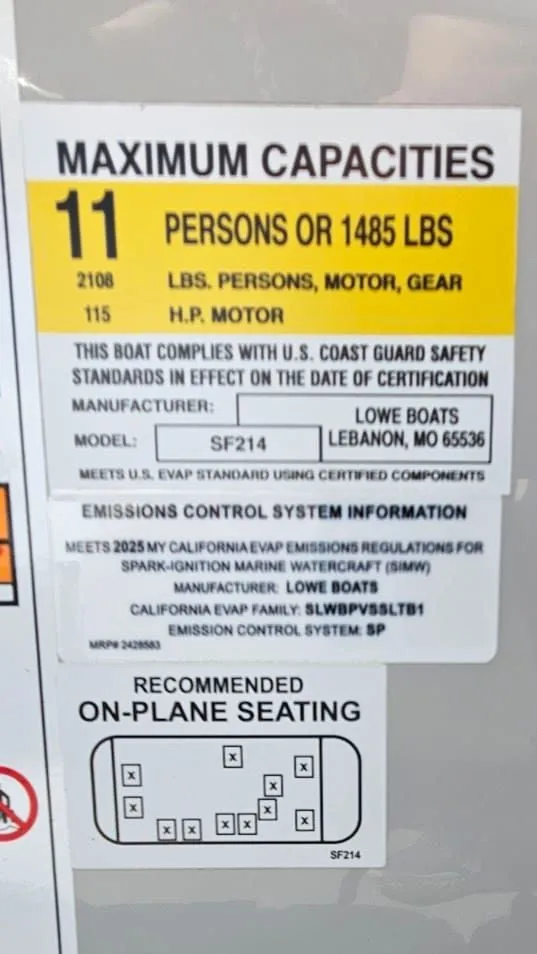 MAXIMUM CAPACITIES
11 PERSONS OR 1485 LBS
2108 LBS. PERSONS, MOTOR, GEAR
115 H.P. MOTOR
THIS BOAT COMPLIES WITH U.S. COAST GUARD SAFETY
STANDARDS IN EFFECT ON THE DATE OF CERTIFICATION
MANUFACTURER: LOWE BOATS
MODEL: SF214 LEBANON, MO 65536
MEETS U.S. EVAP STANDARD USING CERTIFIED COMPONENTS
EMISSIONS CONTROL SYSTEM INFORMATION
MEETS 2025 MY CALIFORNIA EVAP EMISSIONS REGULATIONS FOR
SPARK-IGNITION MARINE WATERCRAFT (SIMW)
MANUFACTURER: LOWE BOATS
CALIFORNIA EVAP FAMILY: SLWBPVSSLTB1
EMISSION CONTROL SYSTEM: SP
MRP# 2428583
RECOMMENDED
ON-PLANE SEATING
X X X
X X
X X X
X X X X
SF214